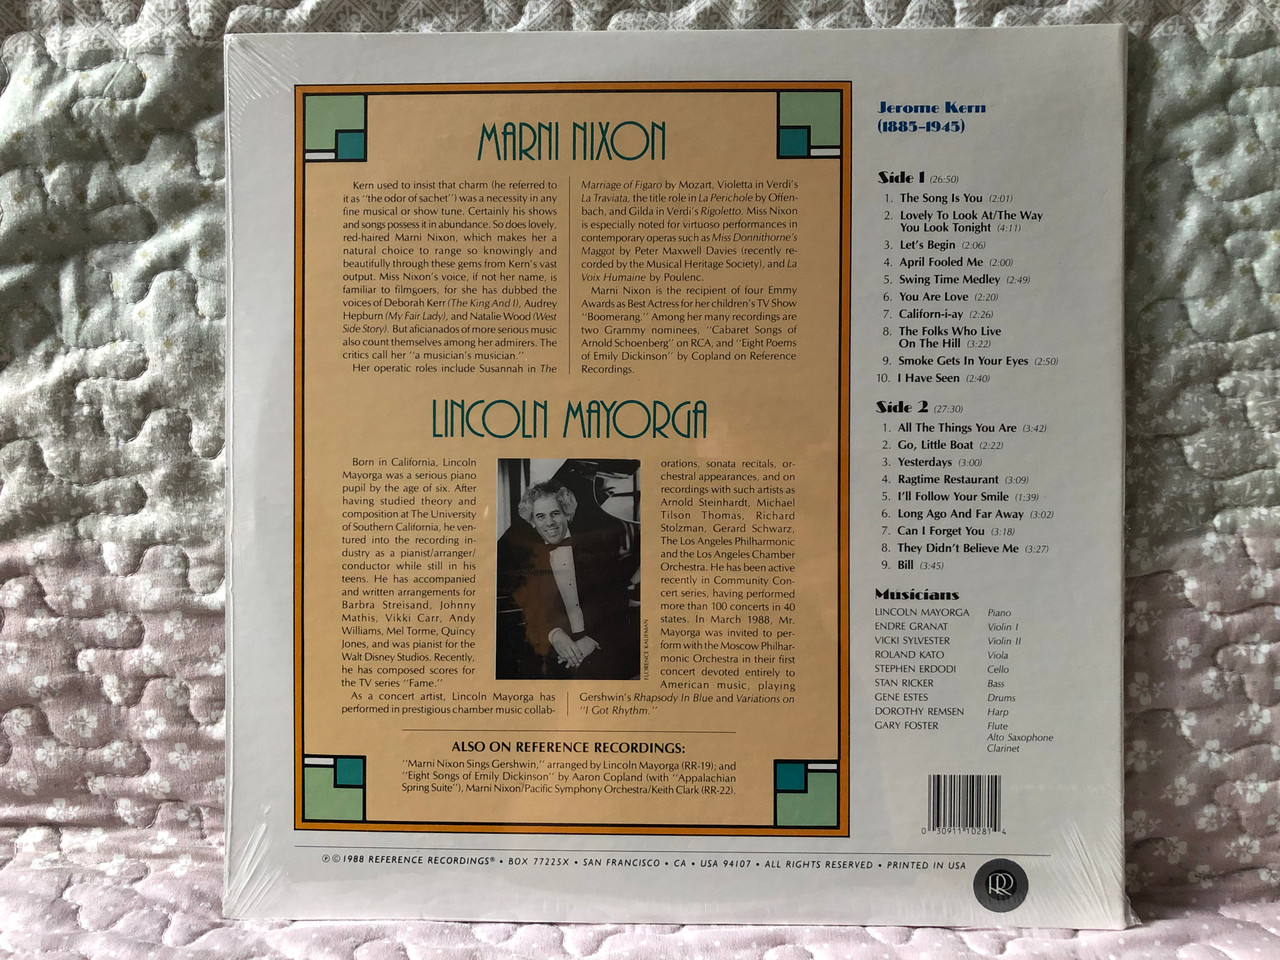 MARNI NIXON
Kern used to insist that charm (he referred to
it as "the odor of sachet") was a necessity in any
fine musical or show tune. Certainly his shows
and songs possess it in abundance. So does lovely,
red-haired Marni Nixon, which makes her a
natural choice to range so knowingly and
beautifully through these gems from Kern's vast
output. Miss Nixon's voice, if not her name, is
familiar to filmgoers, for she has dubbed the
voices of Deborah Kerr (The King And I), Audrey
Hepburn (My Fair Lady), and Natalie Wood (West
Side Story). But aficianados of more serious music
also count themselves among her admirers. The
critics call her "a musician's musician."
Her operatic roles include Susannah in The
Marriage of Figaro by Mozart, Violetta in Verdi's
La Traviata, the title role in La Perichole by Offen-
bach, and Gilda in Verdi's Rigoletto. Miss Nixon
is especially noted for virtuoso performances in
contemporary operas such as Miss Donnithorne's
Maggot by Peter Maxwell Davies (recently re-
corded by the Musical Heritage Society), and La
Voix Humaine by Poulenc.
Marni Nixon is the recipient of four Emmy
Awards as Best Actress for her children's TV Show
"Boomerang." Among her many recordings are
two Grammy nominees, "Cabaret Songs of
Arnold Schoenberg" on RCA, and "Eight Poems
of Emily Dickinson" by Copland on Reference
Recordings.
LINCOLN MAYORGA
Born in California, Lincoln
Mayorga was a serious piano
pupil by the age of six. After
having studied theory and
composition at The University
of Southern California, he ven-
tured into the recording in-
dustry as a pianist/arranger/
conductor while still in his
teens. He has accompanied
and written arrangements for
Barbra Streisand, Johnny
Mathis, Vikki Carr, Andy
Williams, Mel Torme, Quincy
Jones, and was pianist for the
Walt Disney Studios. Recently,
he has composed scores for
the TV series "Fame."
As a concert artist, Lincoln Mayorga has
performed in prestigious chamber music collab-
FLORENCE KAUFMAN
orations, sonata recitals, or-
chestral appearances, and on
recordings with such artists as
Arnold Steinhardt, Michael
Tilson Thomas, Richard
Stolzman, Gerard Schwarz,
The Los Angeles Philharmonic
and the Los Angeles Chamber
Orchestra. He has been active
recently in Community Con-
cert series, having performed
more than 100 concerts in 40
states. In March 1988, Mr.
Mayorga was invited to per-
form with the Moscow Philhar-
monic Orchestra in their first
concert devoted entirely to
American music, playing
Gershwin's Rhapsody In Blue and Variations on
"I Got Rhythm."
ALSO ON REFERENCE RECORDINGS:
"Marni Nixon Sings Gershwin," arranged by Lincoln Mayorga (RR-19); and
"Eight Songs of Emily Dickinson" by Aaron Copland (with "Appalachian
Spring Suite"), Marni Nixon/Pacific Symphony Orchestra/Keith Clark (RR-22).
Jerome Kern
(1885-1945)
Side 1 (26:50)
1. The Song Is You (2:01)
2. Lovely To Look At/The Way
You Look Tonight (4:11)
3. Let's Begin (2:06)
4. April Fooled Me (2:00)
5. Swing Time Medley (2:49)
6. You Are Love (2:20)
7. Californ-i-ay (2:26)
8. The Folks Who Live
On The Hill (3:22)
9. Smoke Gets In Your Eyes (2:50)
10. I Have Seen (2:40)
Side 2 (27:30)
1. All The Things You Are (3:42)
2. Go, Little Boat (2:22)
3. Yesterdays (3:00)
4. Ragtime Restaurant (3:09)
5. I'll Follow Your Smile (1:39)
6. Long Ago And Far Away (3:02)
7. Can I Forget You (3:18)
8. They Didn't Believe Me (3:27)
9. Bill (3:45)
Musicians
LINCOLN MAYORGA Piano
ENDRE GRANAT Violin I
VICKI SYLVESTER Violin II
ROLAND KATO Viola
STEPHEN ERDODI Cello
STAN RICKER Bass
GENE ESTES Drums
DOROTHY REMSEN Harp
GARY FOSTER Flute
Alto Saxophone
Clarinet
0 30911 10281 4
℗©1988 REFERENCE RECORDINGS® • BOX 77225X • SAN FRANCISCO • CA • USA 94107 • ALL RIGHTS RESERVED • PRINTED IN USA
RR